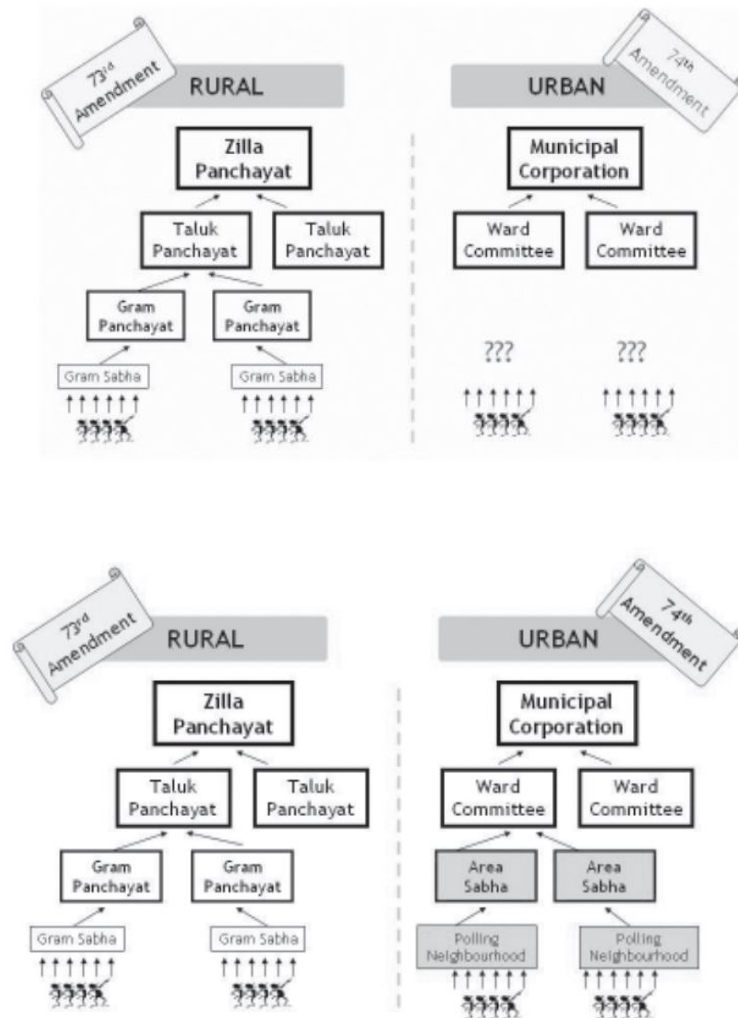 73rd
Amendment
RURAL
URBAN
74th
Amendment
Zilla
Panchayat
Municipal
Corporation
Taluk
Panchayat
Taluk
Panchayat
Ward
Committee
Ward
Committee
Gram
Panchayat
Gram
Panchayat
Gram Sabha
Gram Sabha
???
???
73rd
Amendment
RURAL
URBAN
74th
Amendment
Zilla
Panchayat
Municipal
Corporation
Taluk
Panchayat
Taluk
Panchayat
Ward
Committee
Ward
Committee
Gram
Panchayat
Gram
Panchayat
Area
Sabha
Area
Sabha
Gram Sabha
Gram Sabha
Polling
Neighbourhood
Polling
Neighbourhood